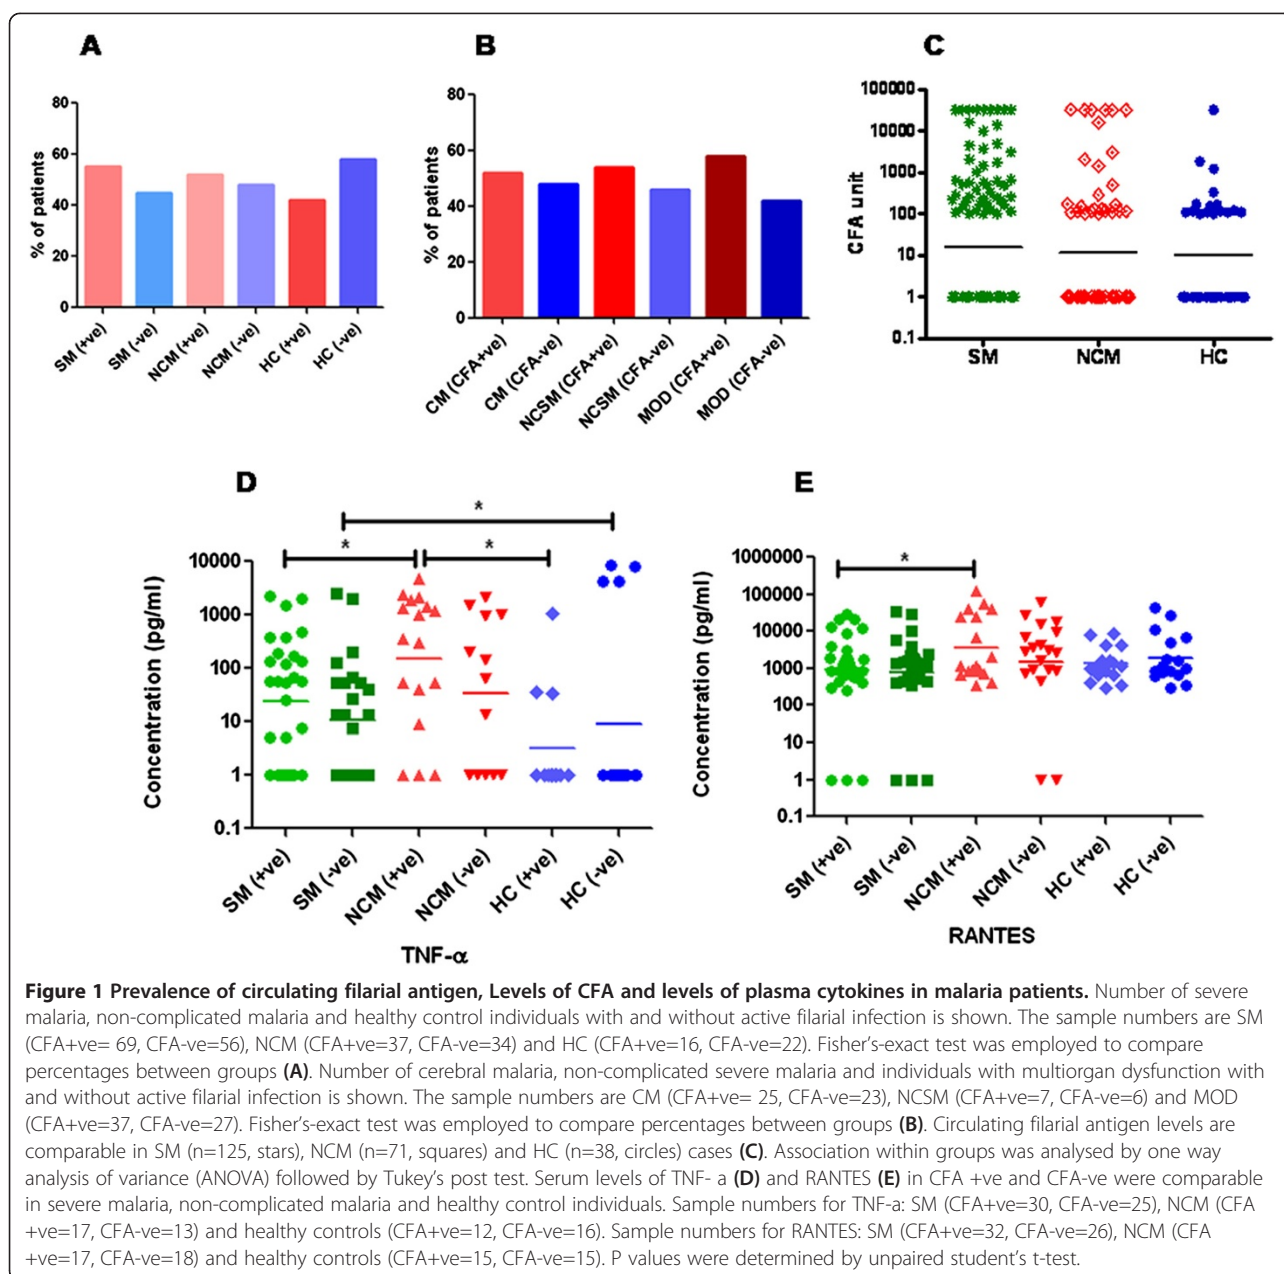 A
% of patients
80
60
40
20
0
SM (+ve)
SM (-ve)
NCM (+ve)
NCM (-ve)
HC (+ve)
HC (-ve)
B
% of patients
80
60
40
20
0
CM (CFA+ve)
CM (CFA-ve)
NCSM (CFA+ve)
NCSM (CFA-ve)
MOD (CFA+ve)
MOD (CFA-ve)
C
CFA unit
100000
10000
1000
100
10
1
0.1
SM
NCM
HC
D
Concentration (pg/ml)
10000
1000
100
10
1
0.1
*
*
*
SM (+ve)
SM (-ve)
NCM (+ve)
NCM (-ve)
HC (+ve)
HC (-ve)
TNF-α
E
Concentration (pg/ml)
1000000
100000
10000
1000
100
10
1
0.1
*
SM (+ve)
SM (-ve)
NCM (+ve)
NCM (-ve)
HC (+ve)
HC (-ve)
RANTES
Figure 1 Prevalence of circulating filarial antigen, Levels of CFA and levels of plasma cytokines in malaria patients. Number of severe
malaria, non-complicated malaria and healthy control individuals with and without active filarial infection is shown. The sample numbers are SM
(CFA+ve= 69, CFA-ve=56), NCM (CFA+ve=37, CFA-ve=34) and HC (CFA+ve=16, CFA-ve=22). Fisher's-exact test was employed to compare
percentages between groups (A). Number of cerebral malaria, non-complicated severe malaria and individuals with multiorgan dysfunction with
and without active filarial infection is shown. The sample numbers are CM (CFA+ve= 25, CFA-ve=23), NCSM (CFA+ve=7, CFA-ve=6) and MOD
(CFA+ve=37, CFA-ve=27). Fisher's-exact test was employed to compare percentages between groups (B). Circulating filarial antigen levels are
comparable in SM (n=125, stars), NCM (n=71, squares) and HC (n=38, circles) cases (C). Association within groups was analysed by one way
analysis of variance (ANOVA) followed by Tukey's post test. Serum levels of TNF- a (D) and RANTES (E) in CFA +ve and CFA-ve were comparable
in severe malaria, non-complicated malaria and healthy control individuals. Sample numbers for TNF-a: SM (CFA+ve=30, CFA-ve=25), NCM (CFA
+ve=17, CFA-ve=13) and healthy controls (CFA+ve=12, CFA-ve=16). Sample numbers for RANTES: SM (CFA+ve=32, CFA-ve=26), NCM (CFA
+ve=17, CFA-ve=18) and healthy controls (CFA+ve=15, CFA-ve=15). P values were determined by unpaired student's t-test.